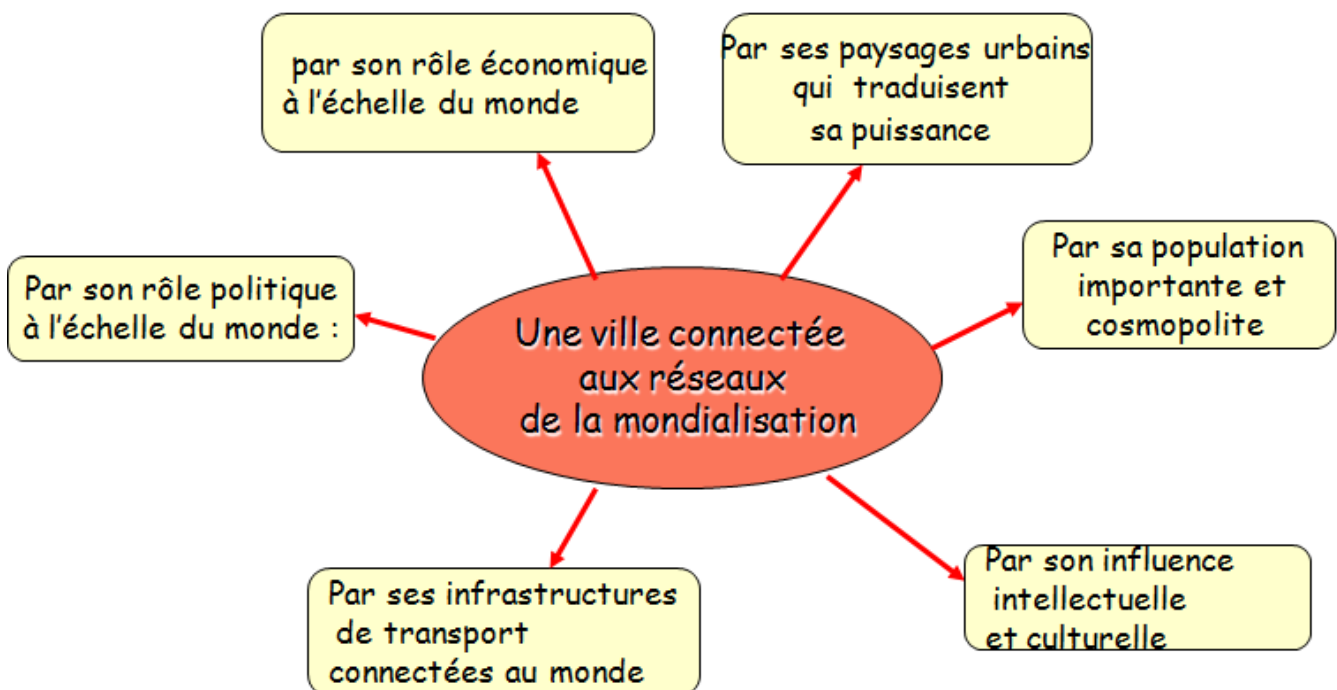 par son rôle économique
à l'échelle du monde
Par ses paysages urbains
qui traduisent
sa puissance
Par son rôle politique
à l'échelle du monde :
Une ville connectée
aux réseaux
de la mondialisation
Par sa population
importante et
cosmopolite
Par ses infrastructures
de transport
connectées au monde
Par son influence
intellectuelle
et culturelle